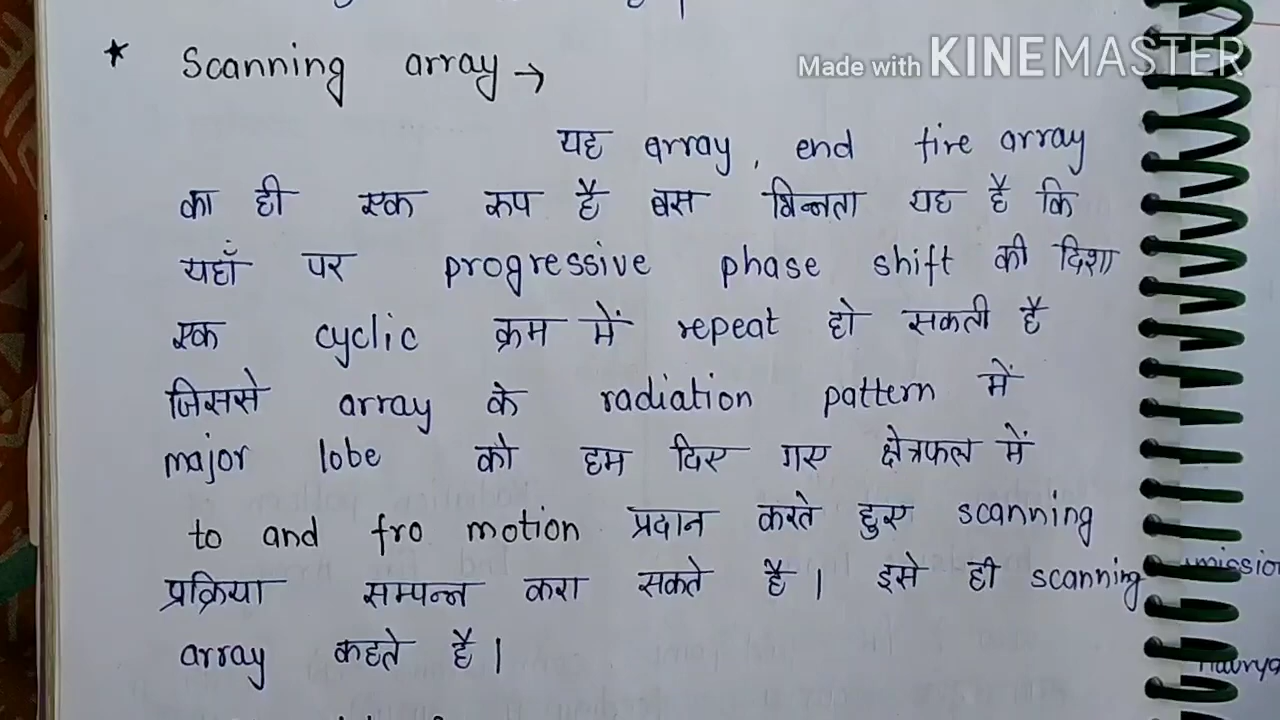 * Scanning array →
Made with KINEMASTER
यह array, end fire array
का ही एक रुप है बस भिन्नता यह है कि
यहाँ पर progressive phase shift की दिशा
एक cyclic क्रम में repeat हो सकती है
जिससे array के radiation pattern में
major lobe को हम दिए गए क्षेत्रफल में
to and fro motion प्रदान करते हुए scanning
प्रक्रिया सम्पन्न करा सकते है। इसे ही scanning
array कहते है।